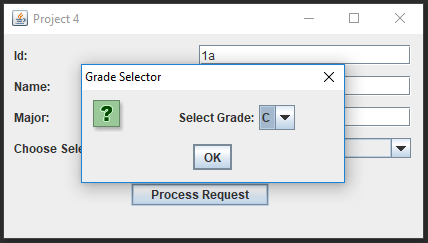 Project 4
Id: 1a
Grade Selector
Name:
?
Select Grade: C
Major:
Choose Sele
OK
Process Request